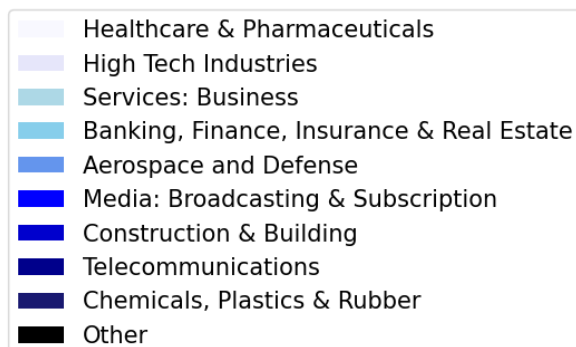 Healthcare & Pharmaceuticals
High Tech Industries
Services: Business
Banking, Finance, Insurance & Real Estate
Aerospace and Defense
Media: Broadcasting & Subscription
Construction & Building
Telecommunications
Chemicals, Plastics & Rubber
Other